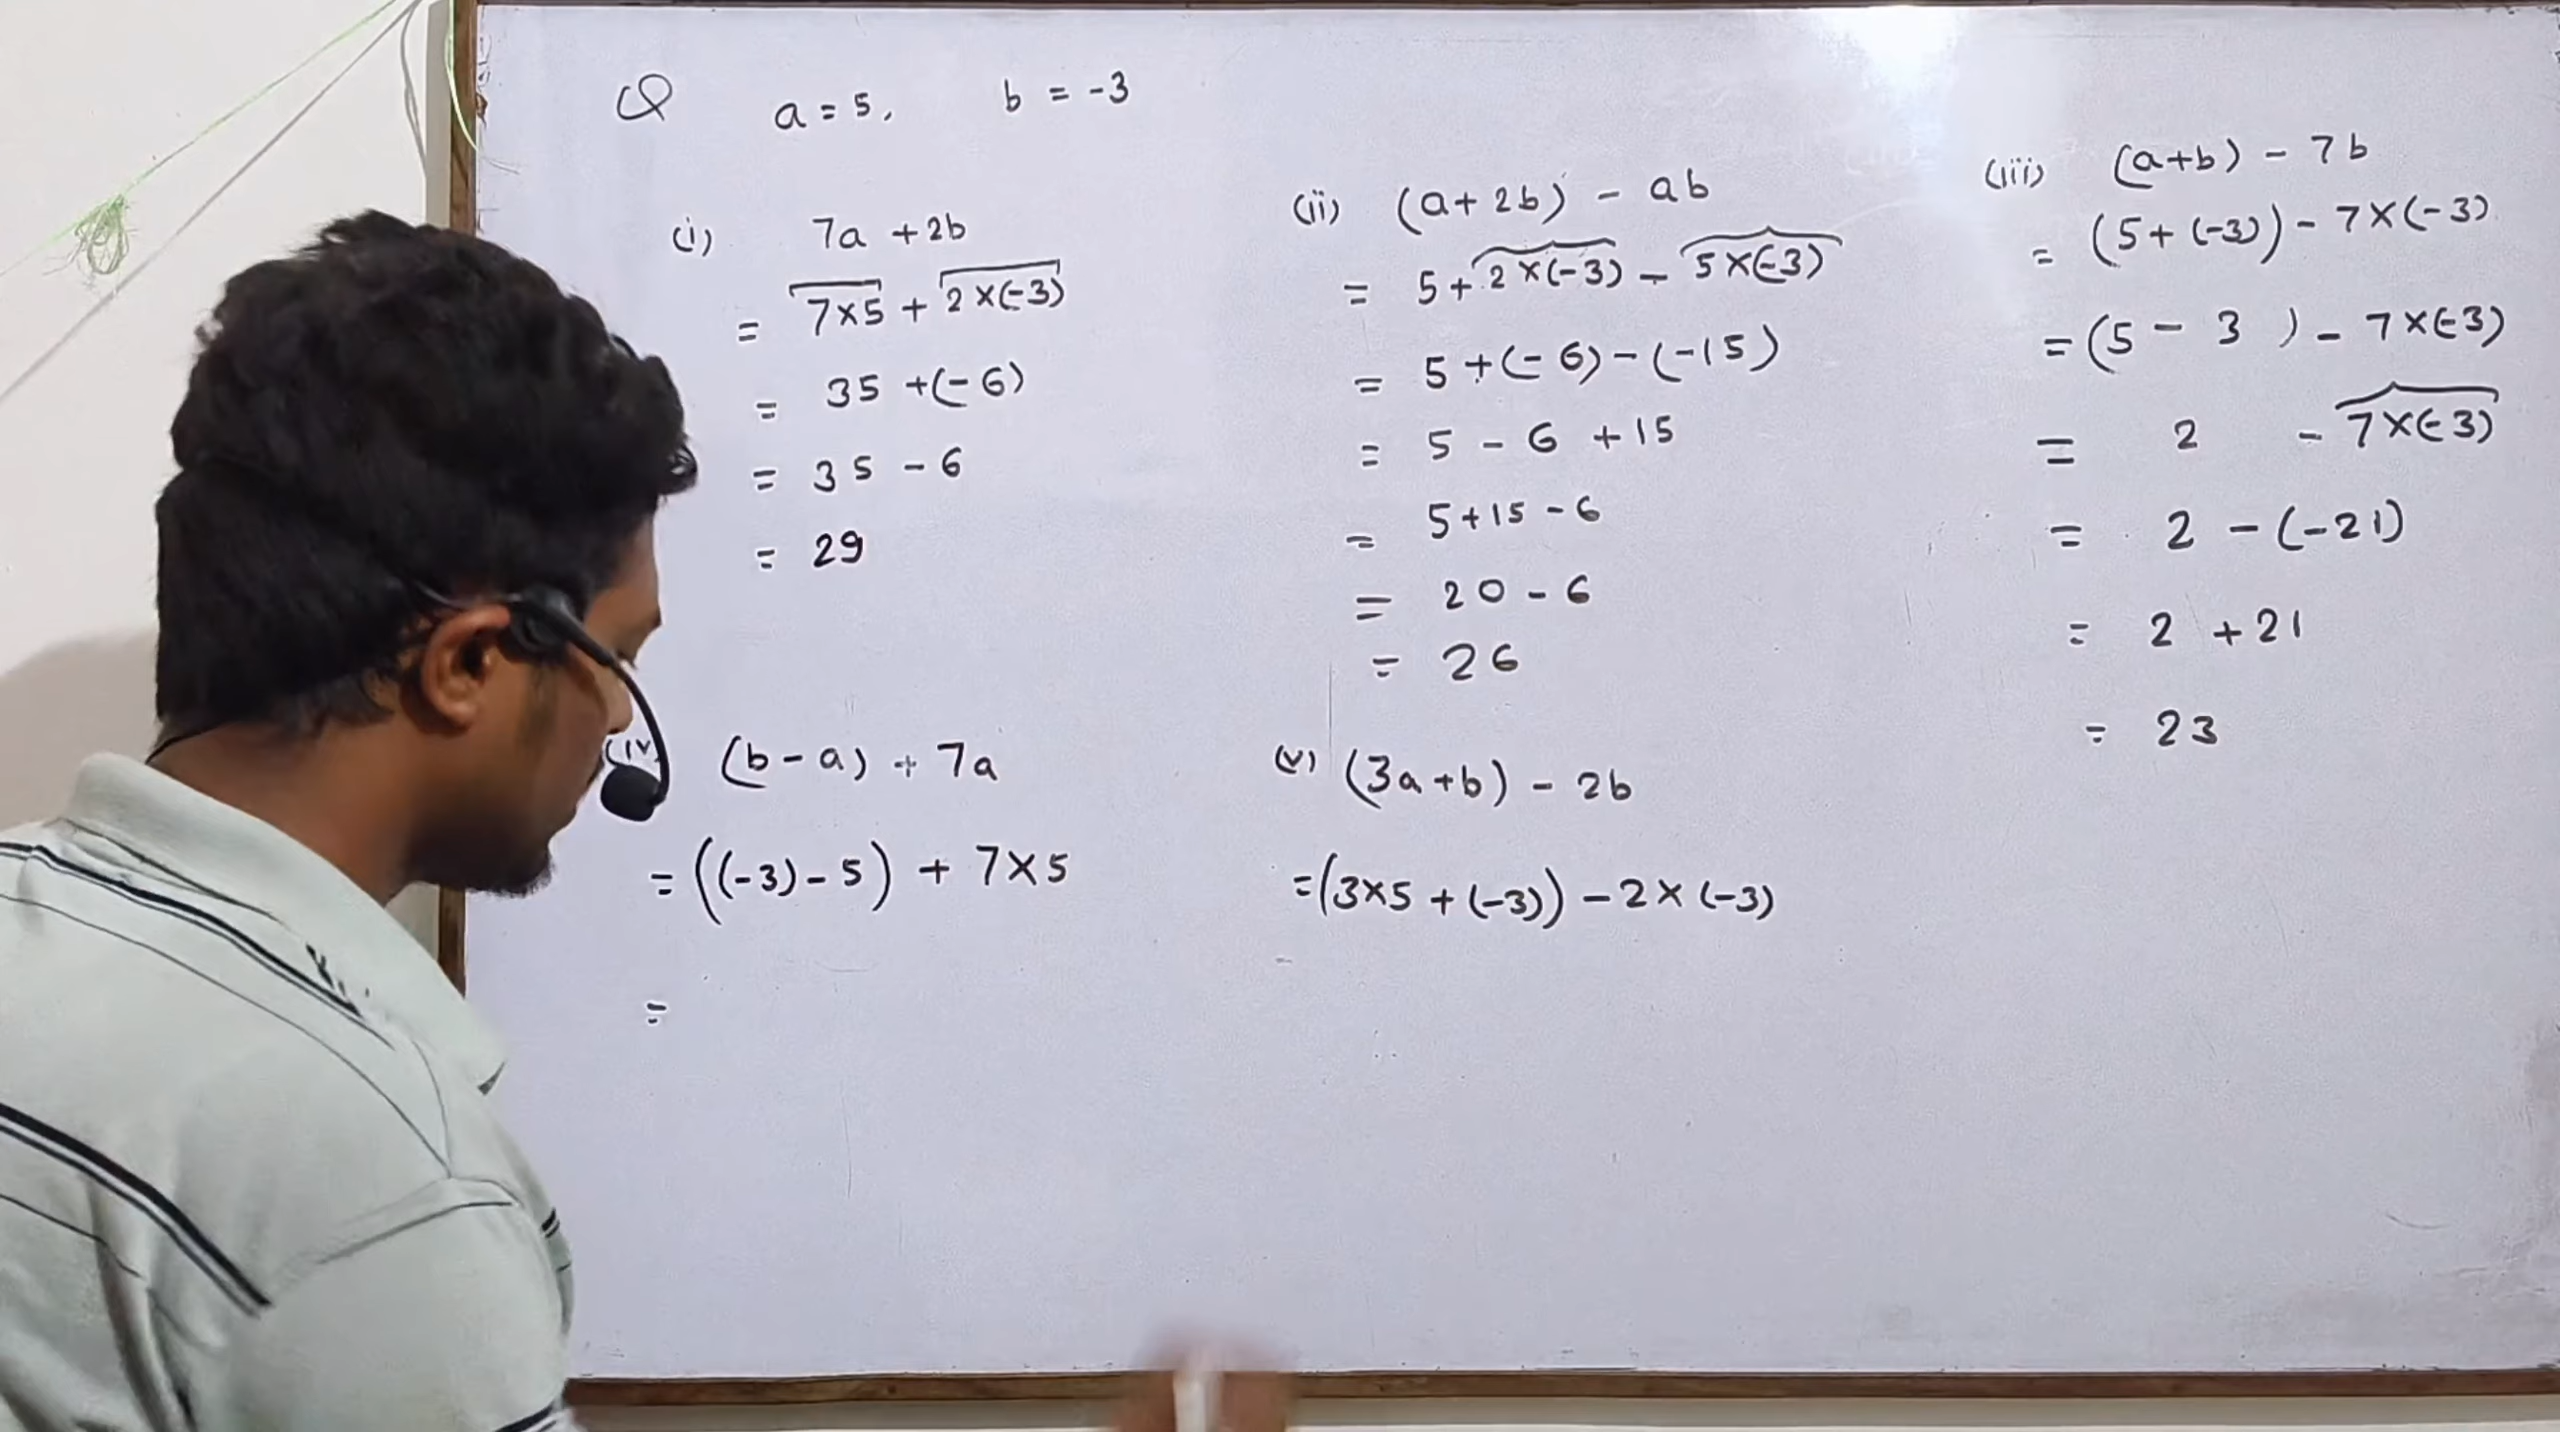 Q a = 5, b = -3
(i) 7a + 2b
= 7×5 + 2×(-3)
= 35 +(-6)
= 35 - 6
= 29
(ii) (a+2b) - ab
= 5+2×(-3) - 5×(-3)
= 5+(-6)-(-15)
= 5 - 6 +15
= 5+15-6
= 20-6
= 26
(iii) (a+b) - 7b
= (5+(-3)) - 7×(-3)
= (5 - 3 ) - 7×(-3)
= 2 - 7×(-3)
= 2 -(-21)
= 2 +21
= 23
(iv) (b-a) + 7a
= ((-3)-5) + 7×5
=
(v) (3a+b) - 2b
= (3×5+(-3)) - 2×(-3)